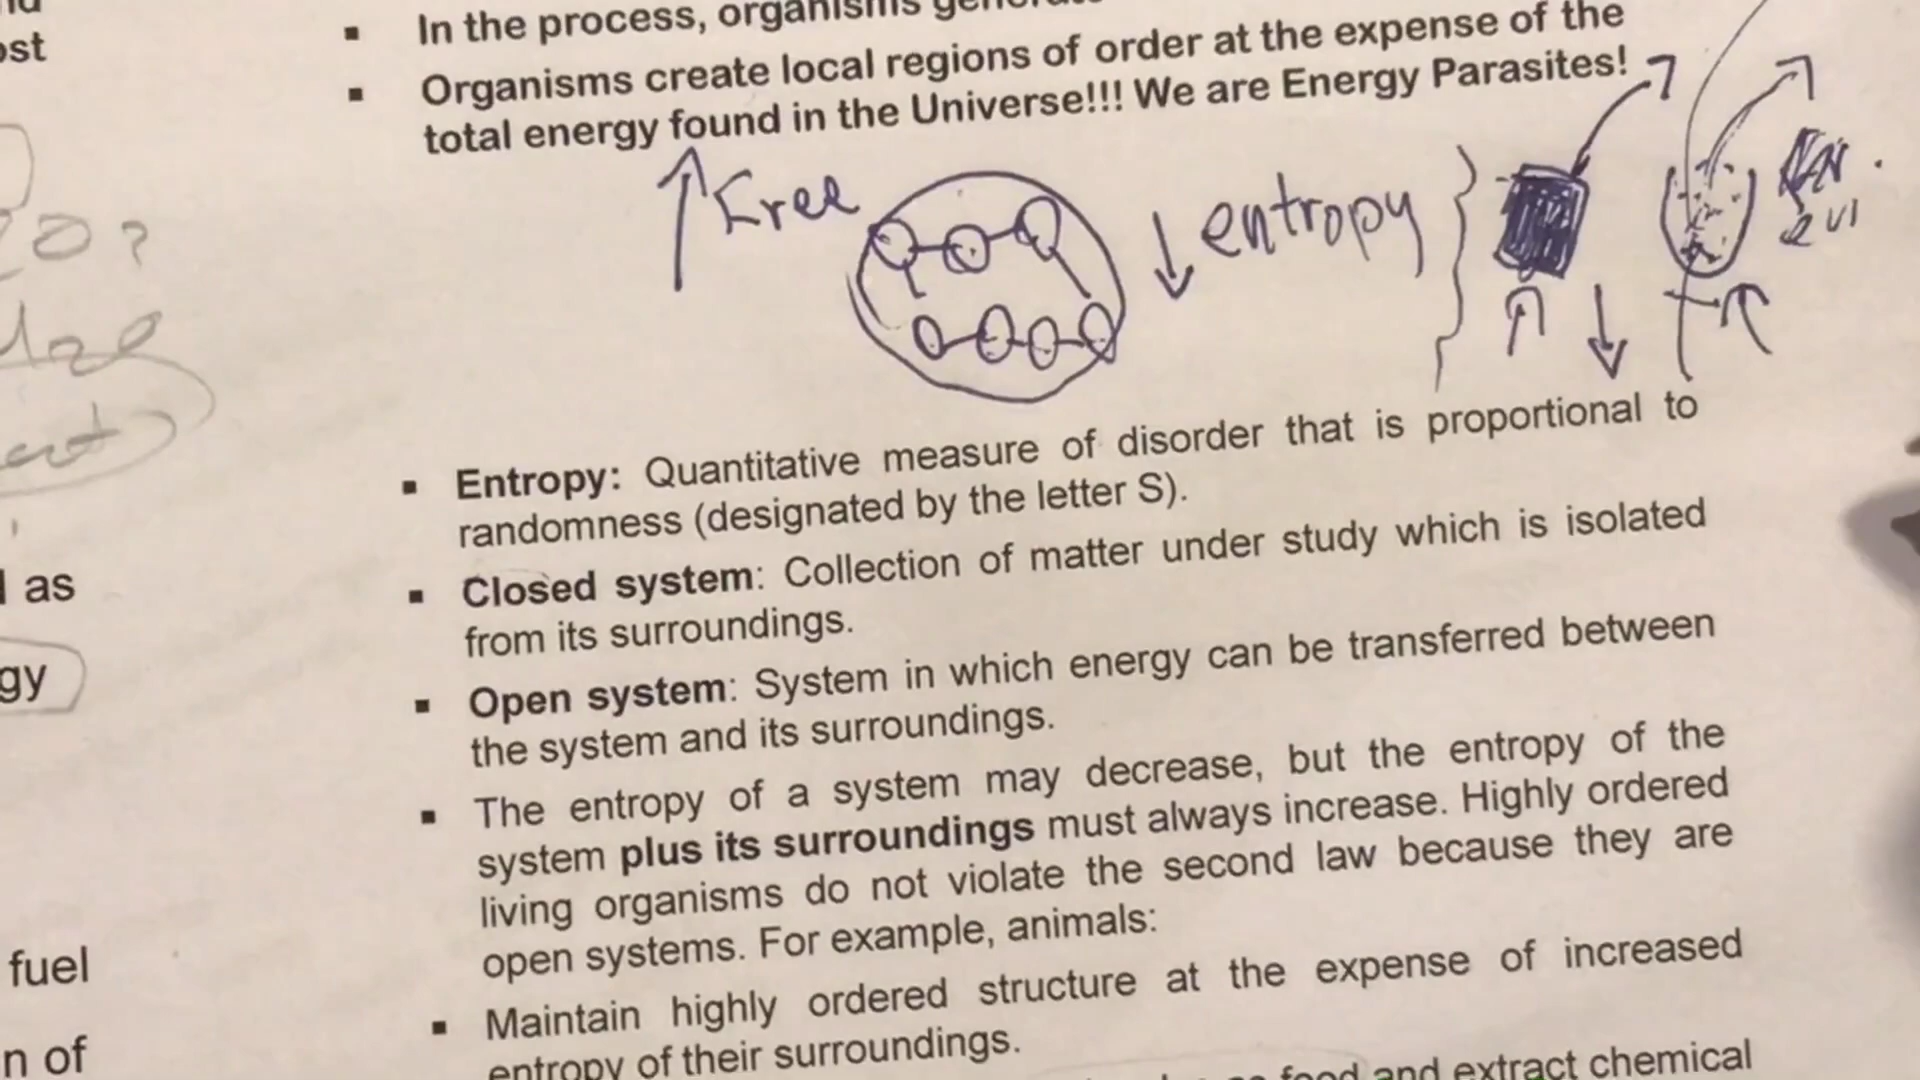 ost
▪ In the process, organisms
▪ Organisms create local regions of order at the expense of the
total energy found in the Universe!!! We are Energy Parasites!
↑ Free
↓ entropy
▪ Entropy: Quantitative measure of disorder that is proportional to
randomness (designated by the letter S).
▪ Closed system: Collection of matter under study which is isolated
from its surroundings.
▪ Open system: System in which energy can be transferred between
the system and its surroundings.
▪ The entropy of a system may decrease, but the entropy of the
system plus its surroundings must always increase. Highly ordered
living organisms do not violate the second law because they are
open systems. For example, animals:
▪ Maintain highly ordered structure at the expense of increased
entropy of their surroundings.
food and extract chemical
as
gy
fuel
n of